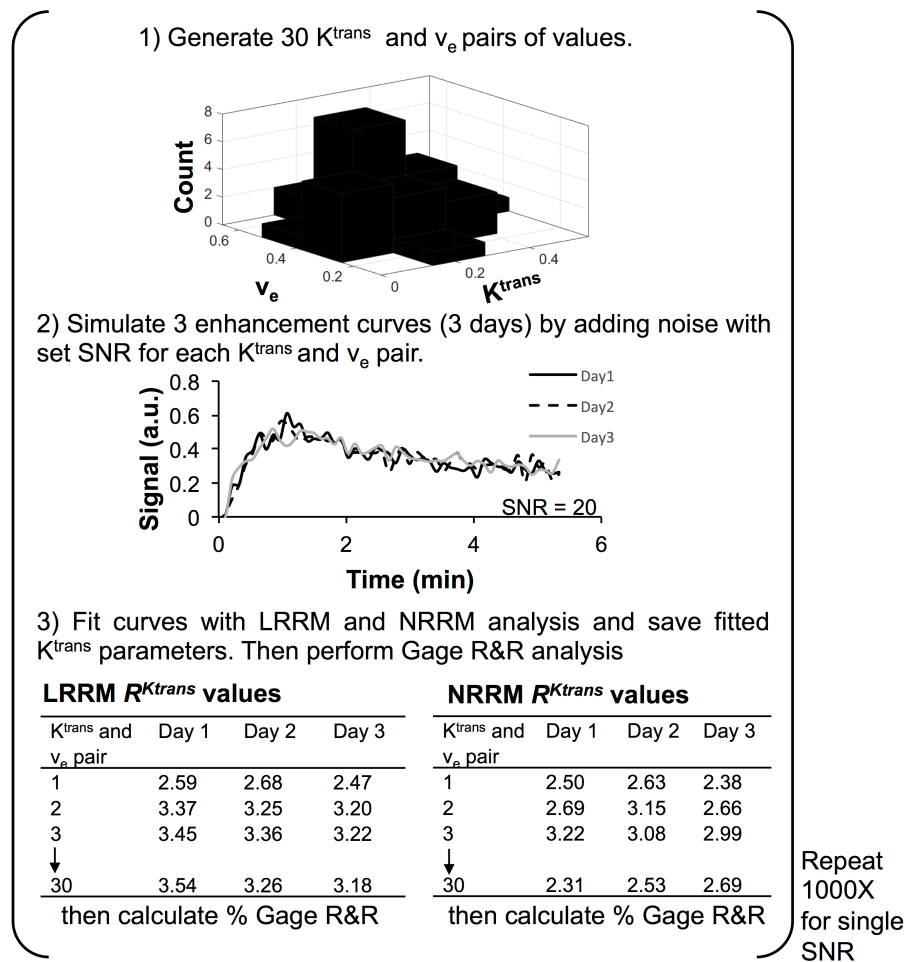 1) Generate 30 Ktrans and ve pairs of values.
8
6
4
2
0
Count
0.6
0.4
0.2
ve
0
0.2
0.4
Ktrans
2) Simulate 3 enhancement curves (3 days) by adding noise with
set SNR for each Ktrans and ve pair.
0.8
0.6
0.4
0.2
0
Signal (a.u.)
Day1
Day2
Day3
SNR = 20
0 2 4 6
Time (min)
3) Fit curves with LRRM and NRRM analysis and save fitted
Ktrans parameters. Then perform Gage R&R analysis
LRRM RKtrans values
Ktrans and Day 1 Day 2 Day 3
ve pair
1 2.59 2.68 2.47
2 3.37 3.25 3.20
3 3.45 3.36 3.22
30 3.54 3.26 3.18
then calculate % Gage R&R
NRRM RKtrans values
Ktrans and Day 1 Day 2 Day 3
ve pair
1 2.50 2.63 2.38
2 2.69 3.15 2.66
3 3.22 3.08 2.99
30 2.31 2.53 2.69
then calculate % Gage R&R
Repeat
1000X
for single
SNR